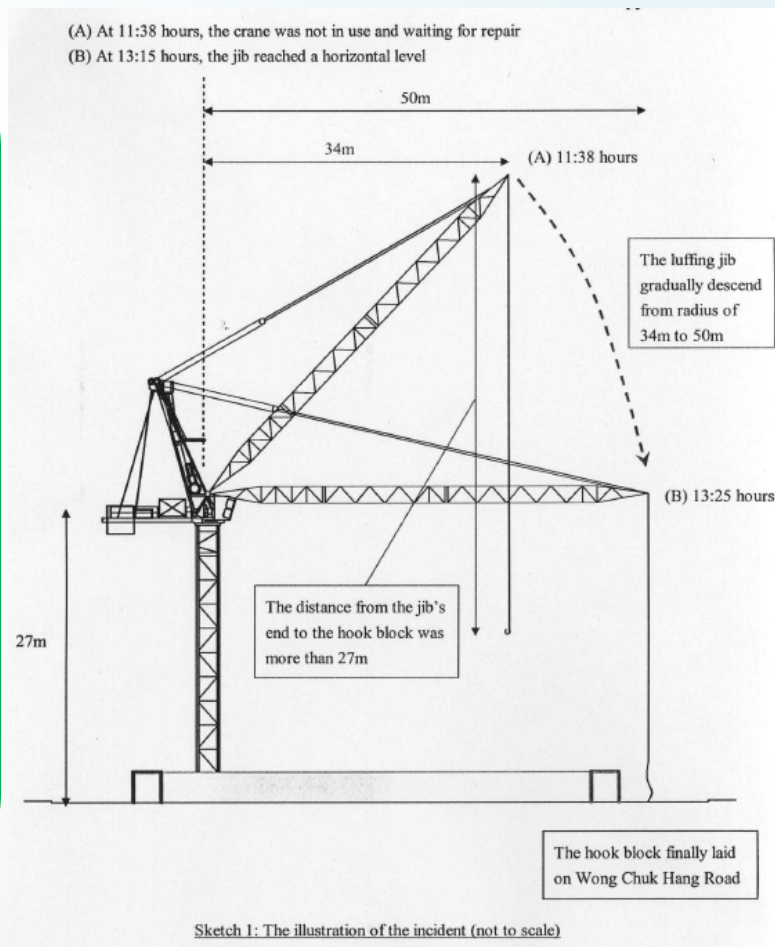 (A) At 11:38 hours, the crane was not in use and waiting for repair
(B) At 13:15 hours, the jib reached a horizontal level
50m
34m
(A) 11:38 hours
The luffing jib
gradually descend
from radius of
34m to 50m
(B) 13:25 hours
The distance from the jib's
end to the hook block was
more than 27m
27m
The hook block finally laid
on Wong Chuk Hang Road
Sketch 1: The illustration of the incident (not to scale)